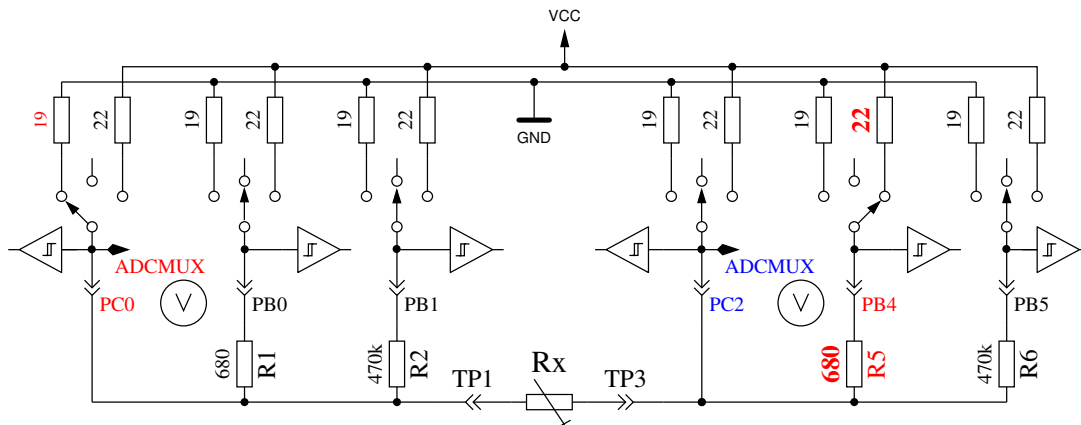 VCC
19
22
19
22
19
22
GND
19
22
19
22
19
22
ADCMUX
ADCMUX
PC0
V
PB0
PB1
PC2
V
PB4
PB5
680
R1
470k
R2
TP1
Rx
TP3
680
R5
470k
R6